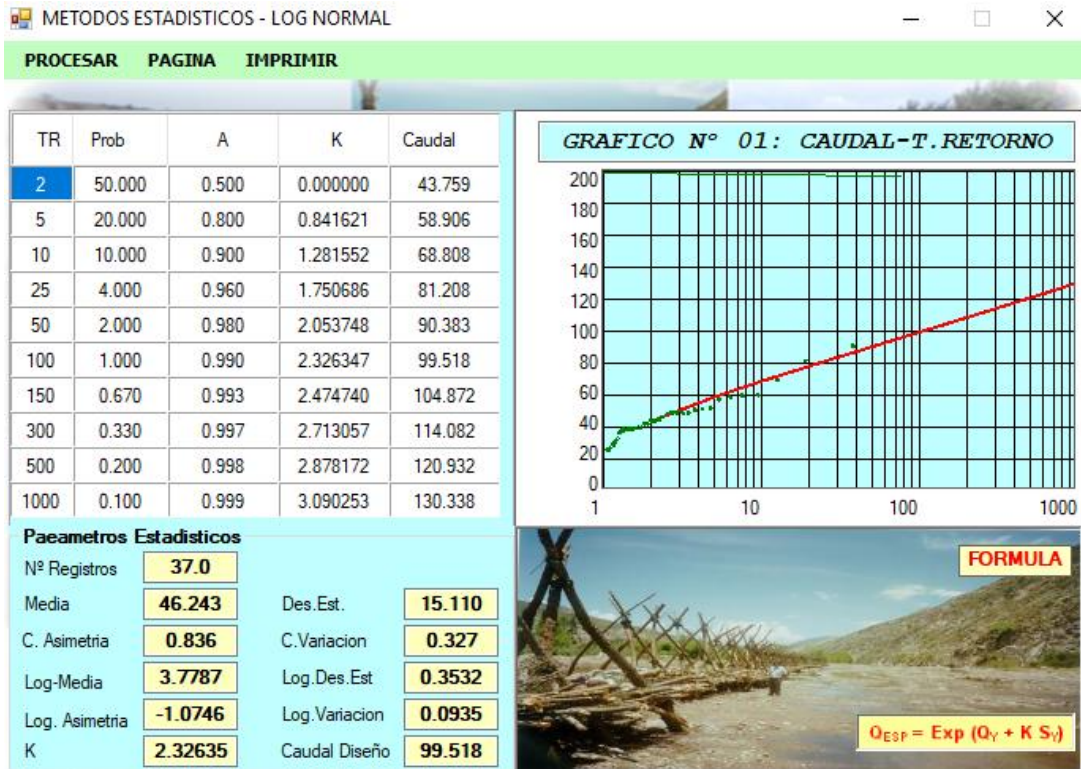 METODOS ESTADISTICOS - LOG NORMAL
PROCESAR PAGINA IMPRIMIR
TR Prob A K Caudal
2 50.000 0.500 0.000000 43.759
5 20.000 0.800 0.841621 58.906
10 10.000 0.900 1.281552 68.808
25 4.000 0.960 1.750686 81.208
50 2.000 0.980 2.053748 90.383
100 1.000 0.990 2.326347 99.518
150 0.670 0.993 2.474740 104.872
300 0.330 0.997 2.713057 114.082
500 0.200 0.998 2.878172 120.932
1000 0.100 0.999 3.090253 130.338
GRAFICO Nº 01: CAUDAL-T.RETORNO
200
180
160
140
120
100
80
60
40
20
0
1 10 100 1000
Paeametros Estadisticos
Nº Registros 37.0
Media 46.243 Des.Est. 15.110
C. Asimetria 0.836 C.Variacion 0.327
Log-Media 3.7787 Log.Des.Est 0.3532
Log. Asimetria -1.0746 Log.Variacion 0.0935
K 2.32635 Caudal Diseño 99.518
FORMULA
QESP = Exp (QY + K SY)